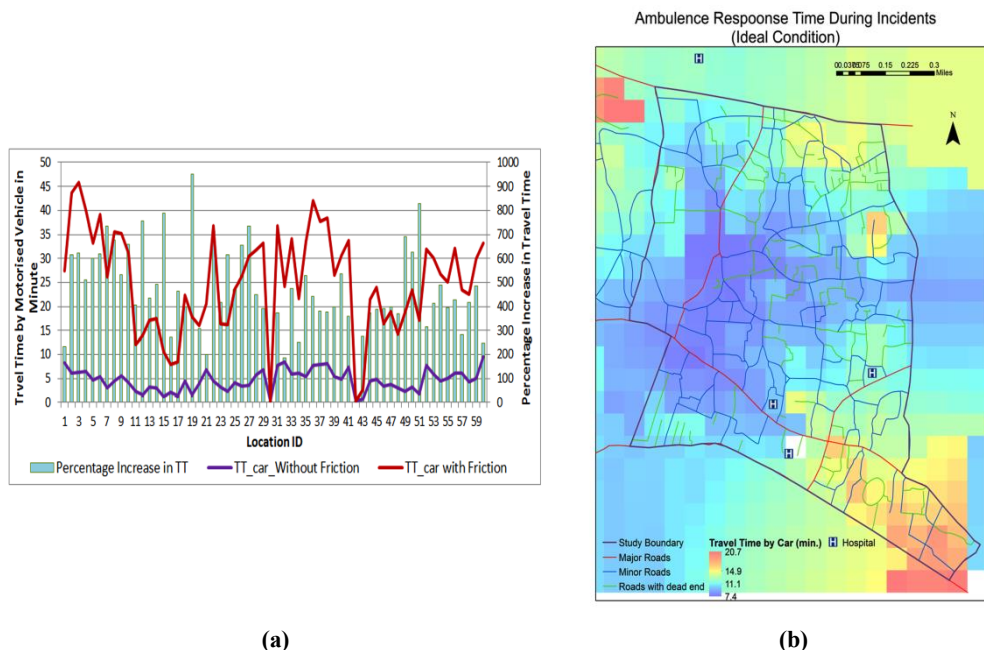 Ambulence Respoonse Time During Incidents
(Ideal Condition)
00.0375075 0.15 0.225 0.3
Miles
N
H
H
H
H
Study Boundary
Major Roads
Minor Roads
Roads with dead end
Travel Time by Car (min.)
20.7
14.9
11.1
7.4
H Hospital
Travel Time by Motorised Vehicle in
Minute
50
45
40
35
30
25
20
15
10
5
0
1000
900
800
700
600
500
400
300
200
100
0
Percentage Increase in Travel Time
1 3 5 7 9 11 13 15 17 19 21 23 25 27 29 31 33 35 37 39 41 43 45 47 49 51 53 55 57 59
Location ID
Percentage Increase in TT TT_car_Without Friction TT_car with Friction
(a)
(b)